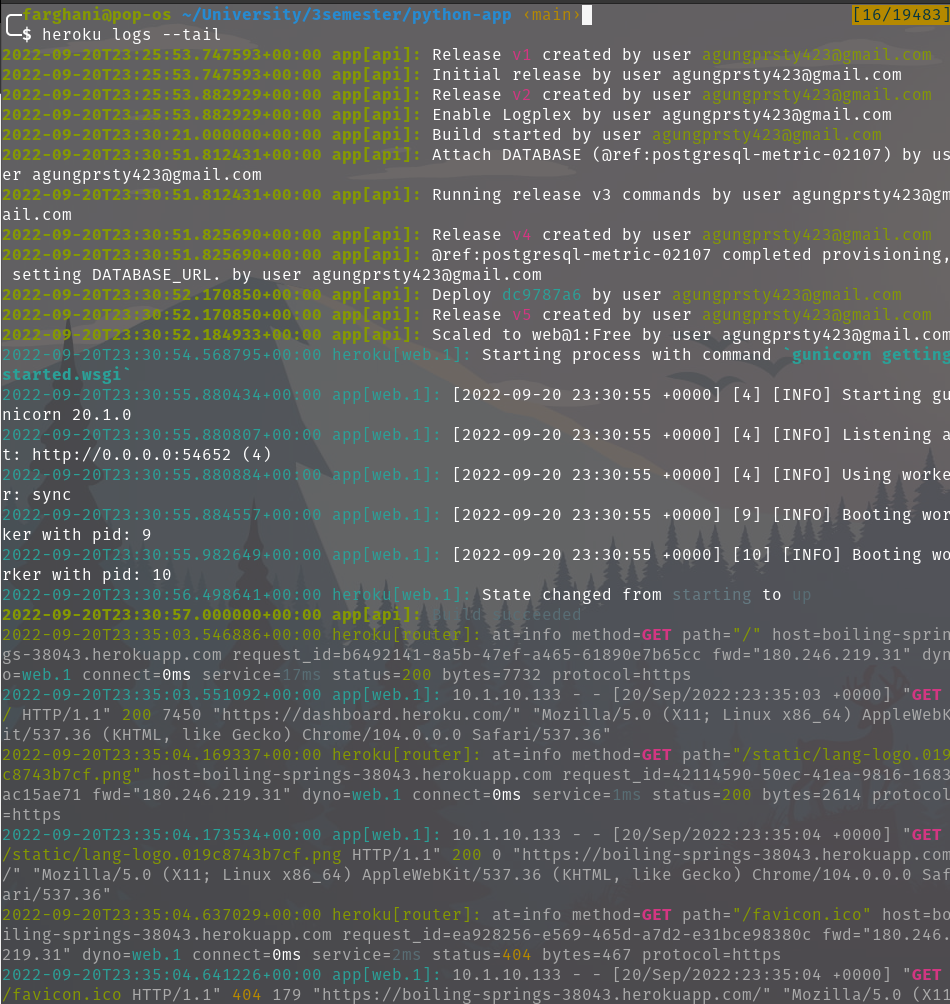 farghani@pop-os ~/University/3semester/python-app ‹main› [16/19483]
$ heroku logs --tail
2022-09-20T23:25:53.747593+00:00 app[api]: Release v1 created by user agungprsty423@gmail.com
2022-09-20T23:25:53.747593+00:00 app[api]: Initial release by user agungprsty423@gmail.com
2022-09-20T23:25:53.882929+00:00 app[api]: Release v2 created by user agungprsty423@gmail.com
2022-09-20T23:25:53.882929+00:00 app[api]: Enable Logplex by user agungprsty423@gmail.com
2022-09-20T23:30:21.000000+00:00 app[api]: Build started by user agungprsty423@gmail.com
2022-09-20T23:30:51.812431+00:00 app[api]: Attach DATABASE (@ref:postgresql-metric-02107) by us
er agungprsty423@gmail.com
2022-09-20T23:30:51.812431+00:00 app[api]: Running release v3 commands by user agungprsty423@gm
ail.com
2022-09-20T23:30:51.825690+00:00 app[api]: Release v4 created by user agungprsty423@gmail.com
2022-09-20T23:30:51.825690+00:00 app[api]: @ref:postgresql-metric-02107 completed provisioning,
 setting DATABASE_URL. by user agungprsty423@gmail.com
2022-09-20T23:30:52.170850+00:00 app[api]: Deploy dc9787a6 by user agungprsty423@gmail.com
2022-09-20T23:30:52.170850+00:00 app[api]: Release v5 created by user agungprsty423@gmail.com
2022-09-20T23:30:52.184933+00:00 app[api]: Scaled to web@1:Free by user agungprsty423@gmail.com
2022-09-20T23:30:54.568795+00:00 heroku[web.1]: Starting process with command `gunicorn getting
started.wsgi`
2022-09-20T23:30:55.880434+00:00 app[web.1]: [2022-09-20 23:30:55 +0000] [4] [INFO] Starting gu
nicorn 20.1.0
2022-09-20T23:30:55.880807+00:00 app[web.1]: [2022-09-20 23:30:55 +0000] [4] [INFO] Listening a
t: http://0.0.0.0:54652 (4)
2022-09-20T23:30:55.880884+00:00 app[web.1]: [2022-09-20 23:30:55 +0000] [4] [INFO] Using worke
r: sync
2022-09-20T23:30:55.884557+00:00 app[web.1]: [2022-09-20 23:30:55 +0000] [9] [INFO] Booting wor
ker with pid: 9
2022-09-20T23:30:55.982649+00:00 app[web.1]: [2022-09-20 23:30:55 +0000] [10] [INFO] Booting wo
rker with pid: 10
2022-09-20T23:30:56.498641+00:00 heroku[web.1]: State changed from starting to up
2022-09-20T23:30:57.000000+00:00 app[api]: Build succeeded
2022-09-20T23:35:03.546886+00:00 heroku[router]: at=info method=GET path="/" host=boiling-sprin
gs-38043.herokuapp.com request_id=b6492141-8a5b-47ef-a465-61890e7b65cc fwd="180.246.219.31" dyn
o=web.1 connect=0ms service=17ms status=200 bytes=7732 protocol=https
2022-09-20T23:35:03.551092+00:00 app[web.1]: 10.1.10.133 - - [20/Sep/2022:23:35:03 +0000] "GET
/ HTTP/1.1" 200 7450 "https://dashboard.heroku.com/" "Mozilla/5.0 (X11; Linux x86_64) AppleWebK
it/537.36 (KHTML, like Gecko) Chrome/104.0.0.0 Safari/537.36"
2022-09-20T23:35:04.169337+00:00 heroku[router]: at=info method=GET path="/static/lang-logo.019
c8743b7cf.png" host=boiling-springs-38043.herokuapp.com request_id=42114590-50ec-41ea-9816-1683
ac15ae71 fwd="180.246.219.31" dyno=web.1 connect=0ms service=1ms status=200 bytes=2614 protocol
=https
2022-09-20T23:35:04.173534+00:00 app[web.1]: 10.1.10.133 - - [20/Sep/2022:23:35:04 +0000] "GET
/static/lang-logo.019c8743b7cf.png HTTP/1.1" 200 0 "https://boiling-springs-38043.herokuapp.com
/" "Mozilla/5.0 (X11; Linux x86_64) AppleWebKit/537.36 (KHTML, like Gecko) Chrome/104.0.0.0 Saf
ari/537.36"
2022-09-20T23:35:04.637029+00:00 heroku[router]: at=info method=GET path="/favicon.ico" host=bo
iling-springs-38043.herokuapp.com request_id=ea928256-e569-465d-a7d2-e31bce98380c fwd="180.246.
219.31" dyno=web.1 connect=0ms service=2ms status=404 bytes=467 protocol=https
2022-09-20T23:35:04.641226+00:00 app[web.1]: 10.1.10.133 - - [20/Sep/2022:23:35:04 +0000] "GET
/favicon.ico HTTP/1.1" 404 179 "https://boiling-springs-38043.herokuapp.com/" "Mozilla/5.0 (X11